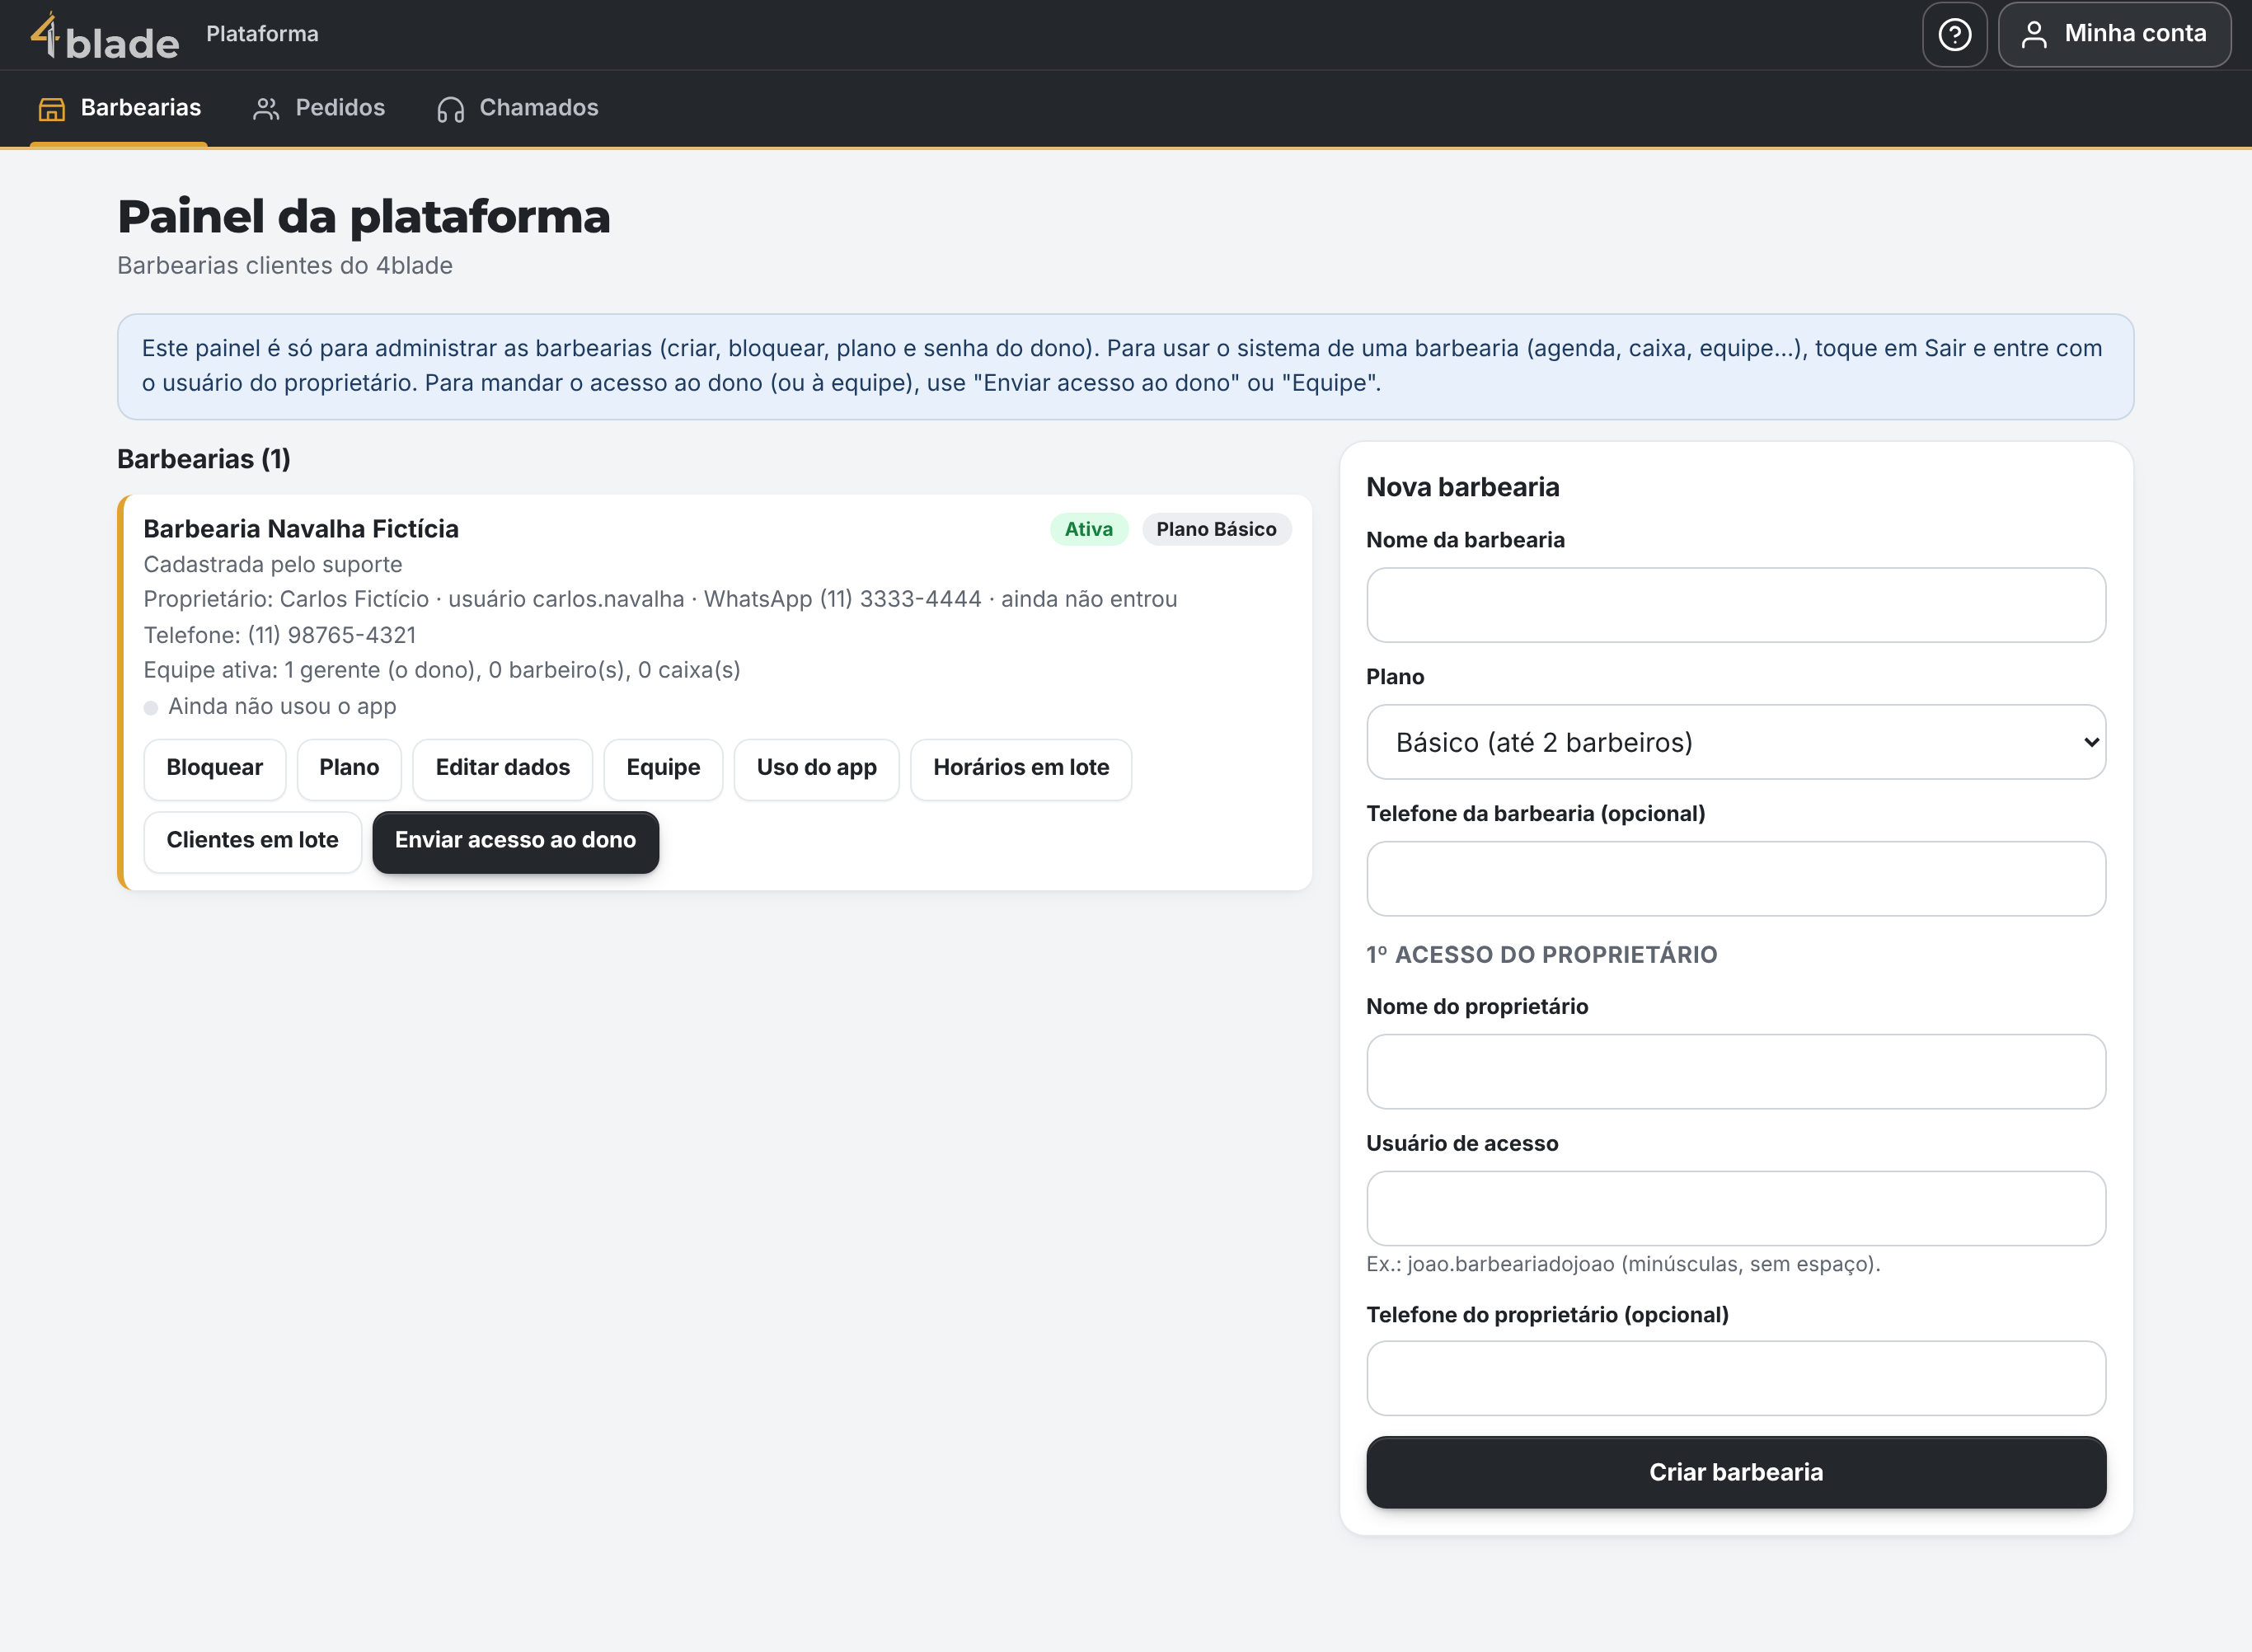 4blade
Plataforma
Minha conta
Barbearias
Pedidos
Chamados
Painel da plataforma
Barbearias clientes do 4blade
Este painel é só para administrar as barbearias (criar, bloquear, plano e senha do dono). Para usar o sistema de uma barbearia (agenda, caixa, equipe...), toque em Sair e entre com
o usuário do proprietário. Para mandar o acesso ao dono (ou à equipe), use "Enviar acesso ao dono" ou "Equipe".
Barbearias (1)
Barbearia Navalha Fictícia
Ativa
Plano Básico
Cadastrada pelo suporte
Proprietário: Carlos Fictício · usuário carlos.navalha · WhatsApp (11) 3333-4444 · ainda não entrou
Telefone: (11) 98765-4321
Equipe ativa: 1 gerente (o dono), 0 barbeiro(s), 0 caixa(s)
Ainda não usou o app
Bloquear
Plano
Editar dados
Equipe
Uso do app
Horários em lote
Clientes em lote
Enviar acesso ao dono
Nova barbearia
Nome da barbearia
Plano
Básico (até 2 barbeiros)
Telefone da barbearia (opcional)
1º ACESSO DO PROPRIETÁRIO
Nome do proprietário
Usuário de acesso
Ex.: joao.barbeariadojoao (minúsculas, sem espaço).
Telefone do proprietário (opcional)
Criar barbearia